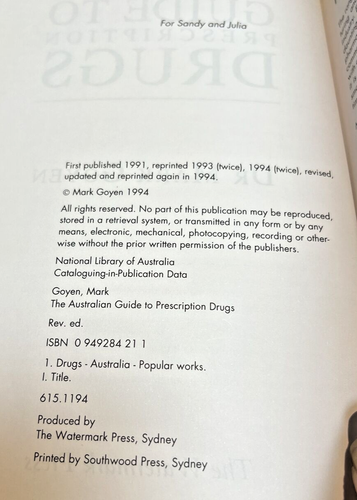 For Sandy and Julia
First published 1991, reprinted 1993 (twice), 1994 (twice), revised,
updated and reprinted again in 1994.
© Mark Goyen 1994
All rights reserved. No part of this publication may be reproduced,
stored in a retrieval system, or transmitted in any form or by any
means, electronic, mechanical, photocopying, recording or other-
wise without the prior written permission of the publishers.
National Library of Australia
Cataloguing-in-Publication Data
Goyen, Mark
The Australian Guide to Prescription Drugs
Rev. ed.
ISBN 0 949284 21 1
1. Drugs - Australia - Popular works.
I. Title.
615.1194
Produced by
The Watermark Press, Sydney
Printed by Southwood Press, Sydney